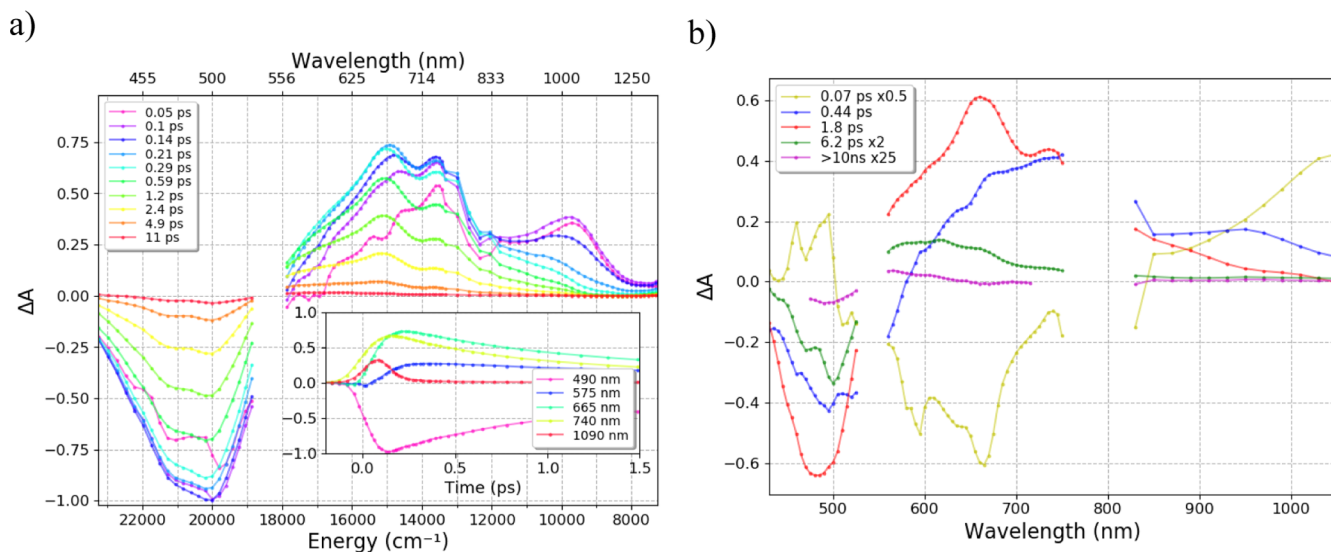 a)
Wavelength (nm)
455 500 556 625 714 833 1000 1250
0.05 ps
0.1 ps
0.14 ps
0.21 ps
0.29 ps
0.59 ps
1.2 ps
2.4 ps
4.9 ps
11 ps
0.75
0.50
0.25
0.00
−0.25
−0.50
−0.75
−1.00
ΔA
1.0
0.5
0.0
−0.5
−1.0
490 nm
575 nm
665 nm
740 nm
1090 nm
0.0 0.5 1.0 1.5
Time (ps)
22000 20000 18000 16000 14000 12000 10000 8000
Energy (cm⁻¹)
b)
0.07 ps x0.5
0.44 ps
1.8 ps
6.2 ps x2
>10ns x25
0.6
0.4
0.2
0.0
−0.2
−0.4
−0.6
ΔA
500 600 700 800 900 1000
Wavelength (nm)